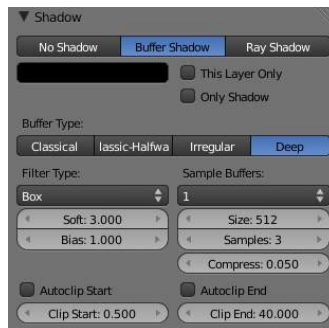 Shadow
No Shadow Buffer Shadow Ray Shadow
This Layer Only
Only Shadow
Buffer Type:
Classical lassic-Halfwa Irregular Deep
Filter Type: Sample Buffers:
Box 1
Soft: 3.000 Size: 512
Bias: 1.000 Samples: 3
Compress: 0.050
Autoclip Start Autoclip End
Clip Start: 0.500 Clip End: 40.000